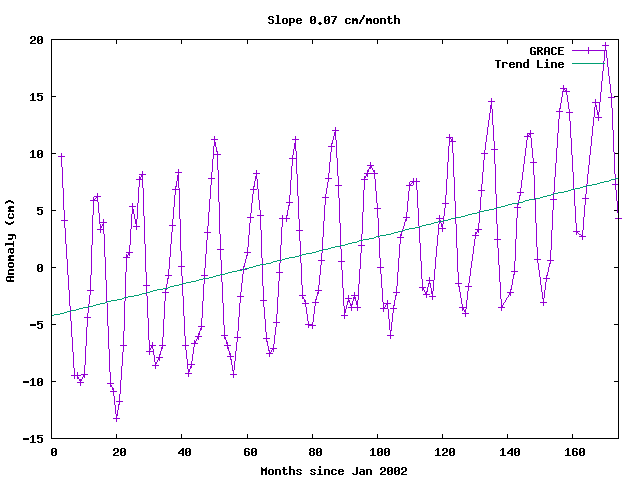 Slope 0.07 cm/month
GRACE
Trend Line
20
15
10
5
0
-5
-10
-15
Anomaly (cm)
0 20 40 60 80 100 120 140 160
Months since Jan 2002